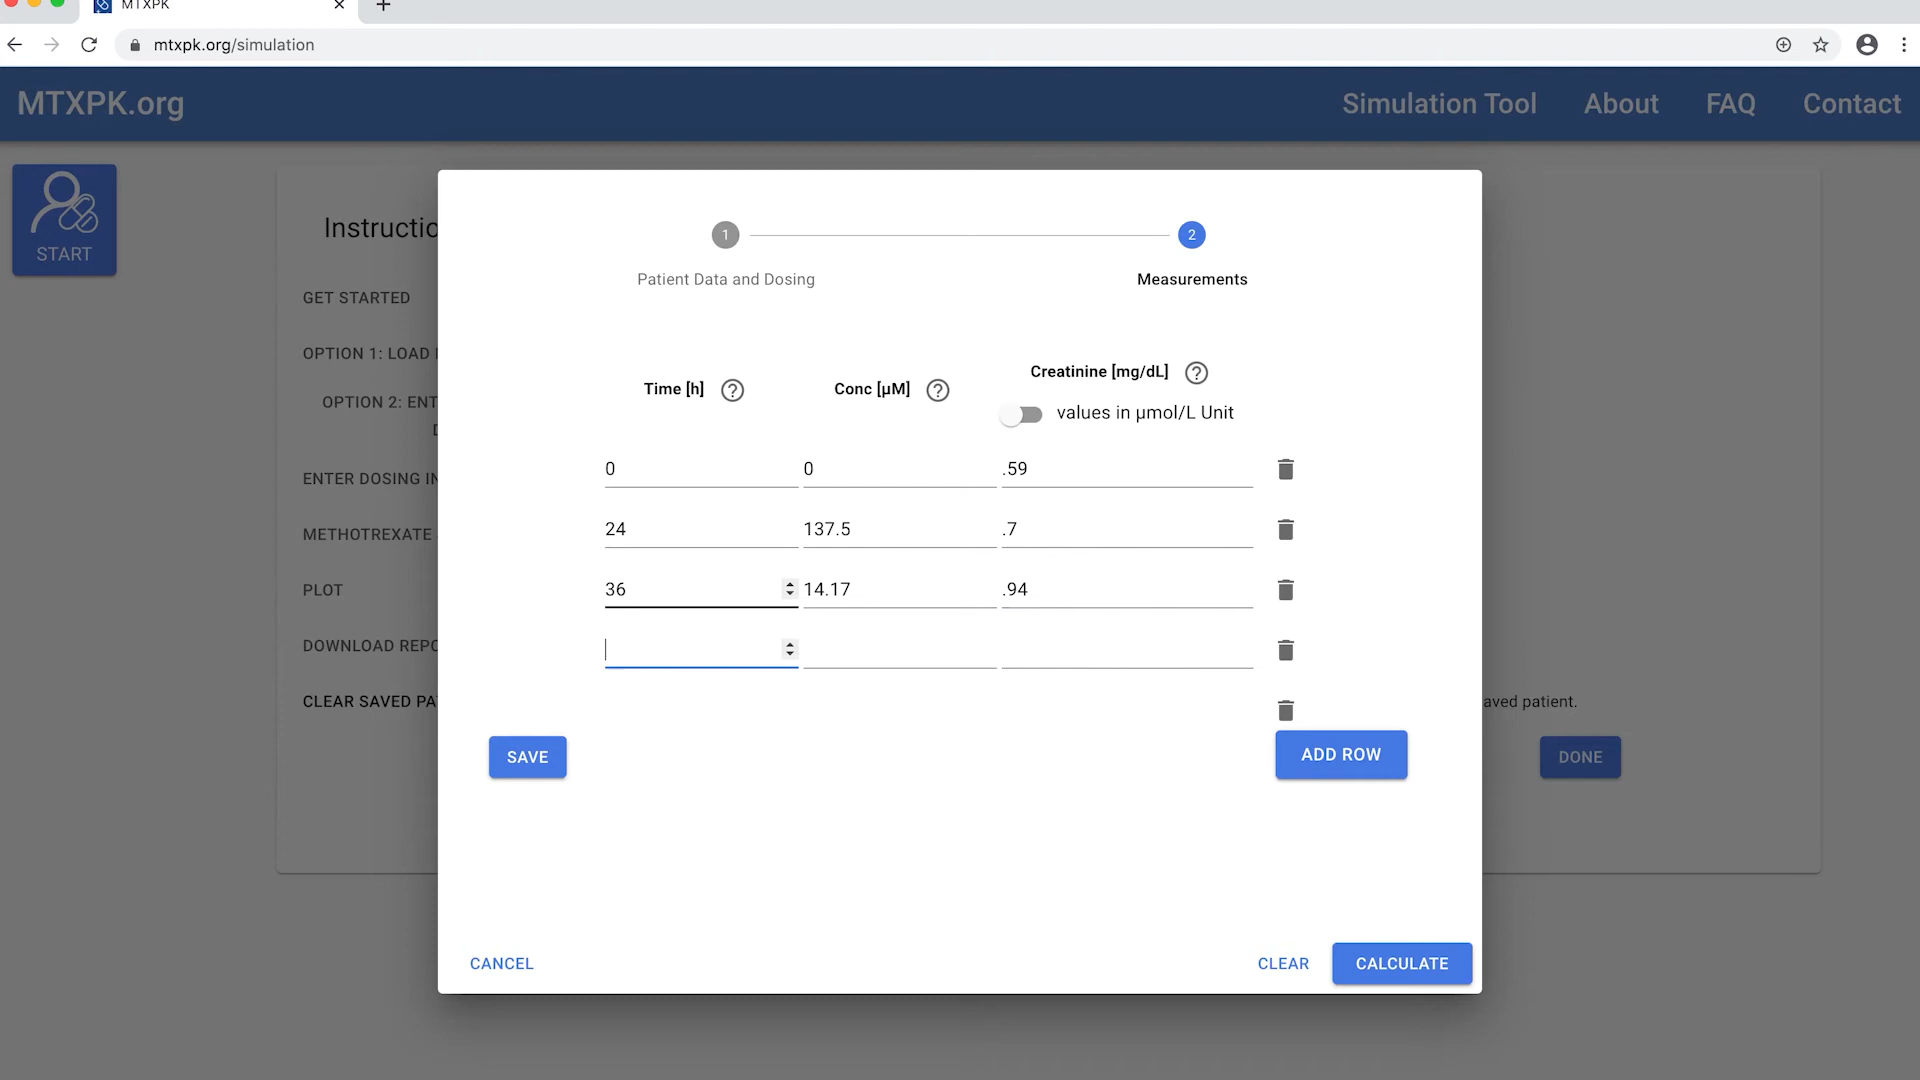 MTXPK
mtxpk.org/simulation
MTXPK.org
Simulation Tool
About
FAQ
Contact
START
Instructio
GET STARTED
OPTION 1: LOAD
OPTION 2: ENT
ENTER DOSING IN
METHOTREXATE
PLOT
DOWNLOAD REPO
CLEAR SAVED PA
1
2
Patient Data and Dosing
Measurements
Time [h]
Conc [µM]
Creatinine [mg/dL]
values in µmol/L Unit
0 0 .59
24 137.5 .7
36 14.17 .94
SAVE
ADD ROW
aved patient.
DONE
CANCEL
CLEAR
CALCULATE